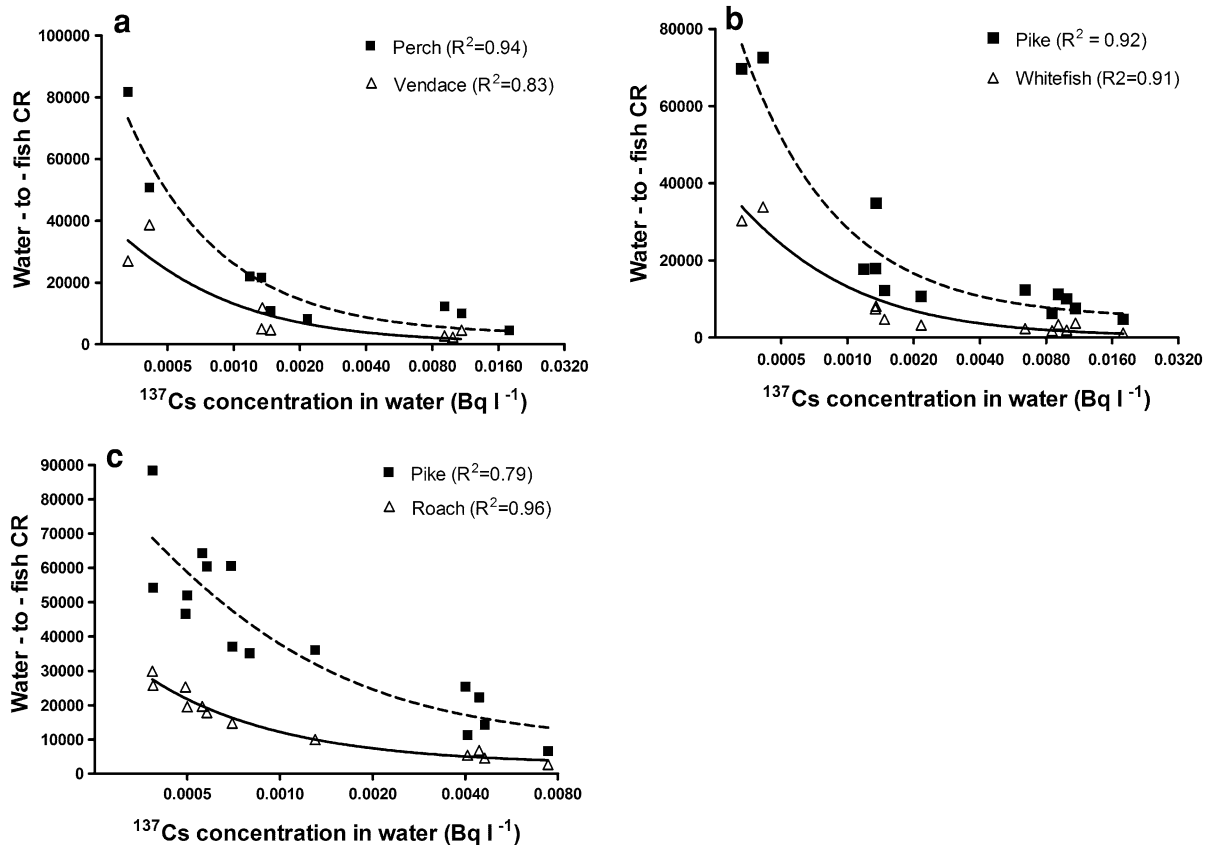 a
100000
80000
60000
40000
20000
0
Water - to - fish CR
Perch (R²=0.94)
Vendace (R²=0.83)
0.0005 0.0010 0.0020 0.0040 0.0080 0.0160 0.0320
¹³⁷Cs concentration in water (Bq l ⁻¹)
b
80000
60000
40000
20000
0
Water - to - fish CR
Pike (R² = 0.92)
Whitefish (R2=0.91)
0.0005 0.0010 0.0020 0.0040 0.0080 0.0160 0.0320
¹³⁷Cs concentration in water (Bq l ⁻¹)
c
90000
80000
70000
60000
50000
40000
30000
20000
10000
0
Water - to - fish CR
Pike (R²=0.79)
Roach (R²=0.96)
0.0005 0.0010 0.0020 0.0040 0.0080
¹³⁷Cs concentration in water (Bq l ⁻¹)